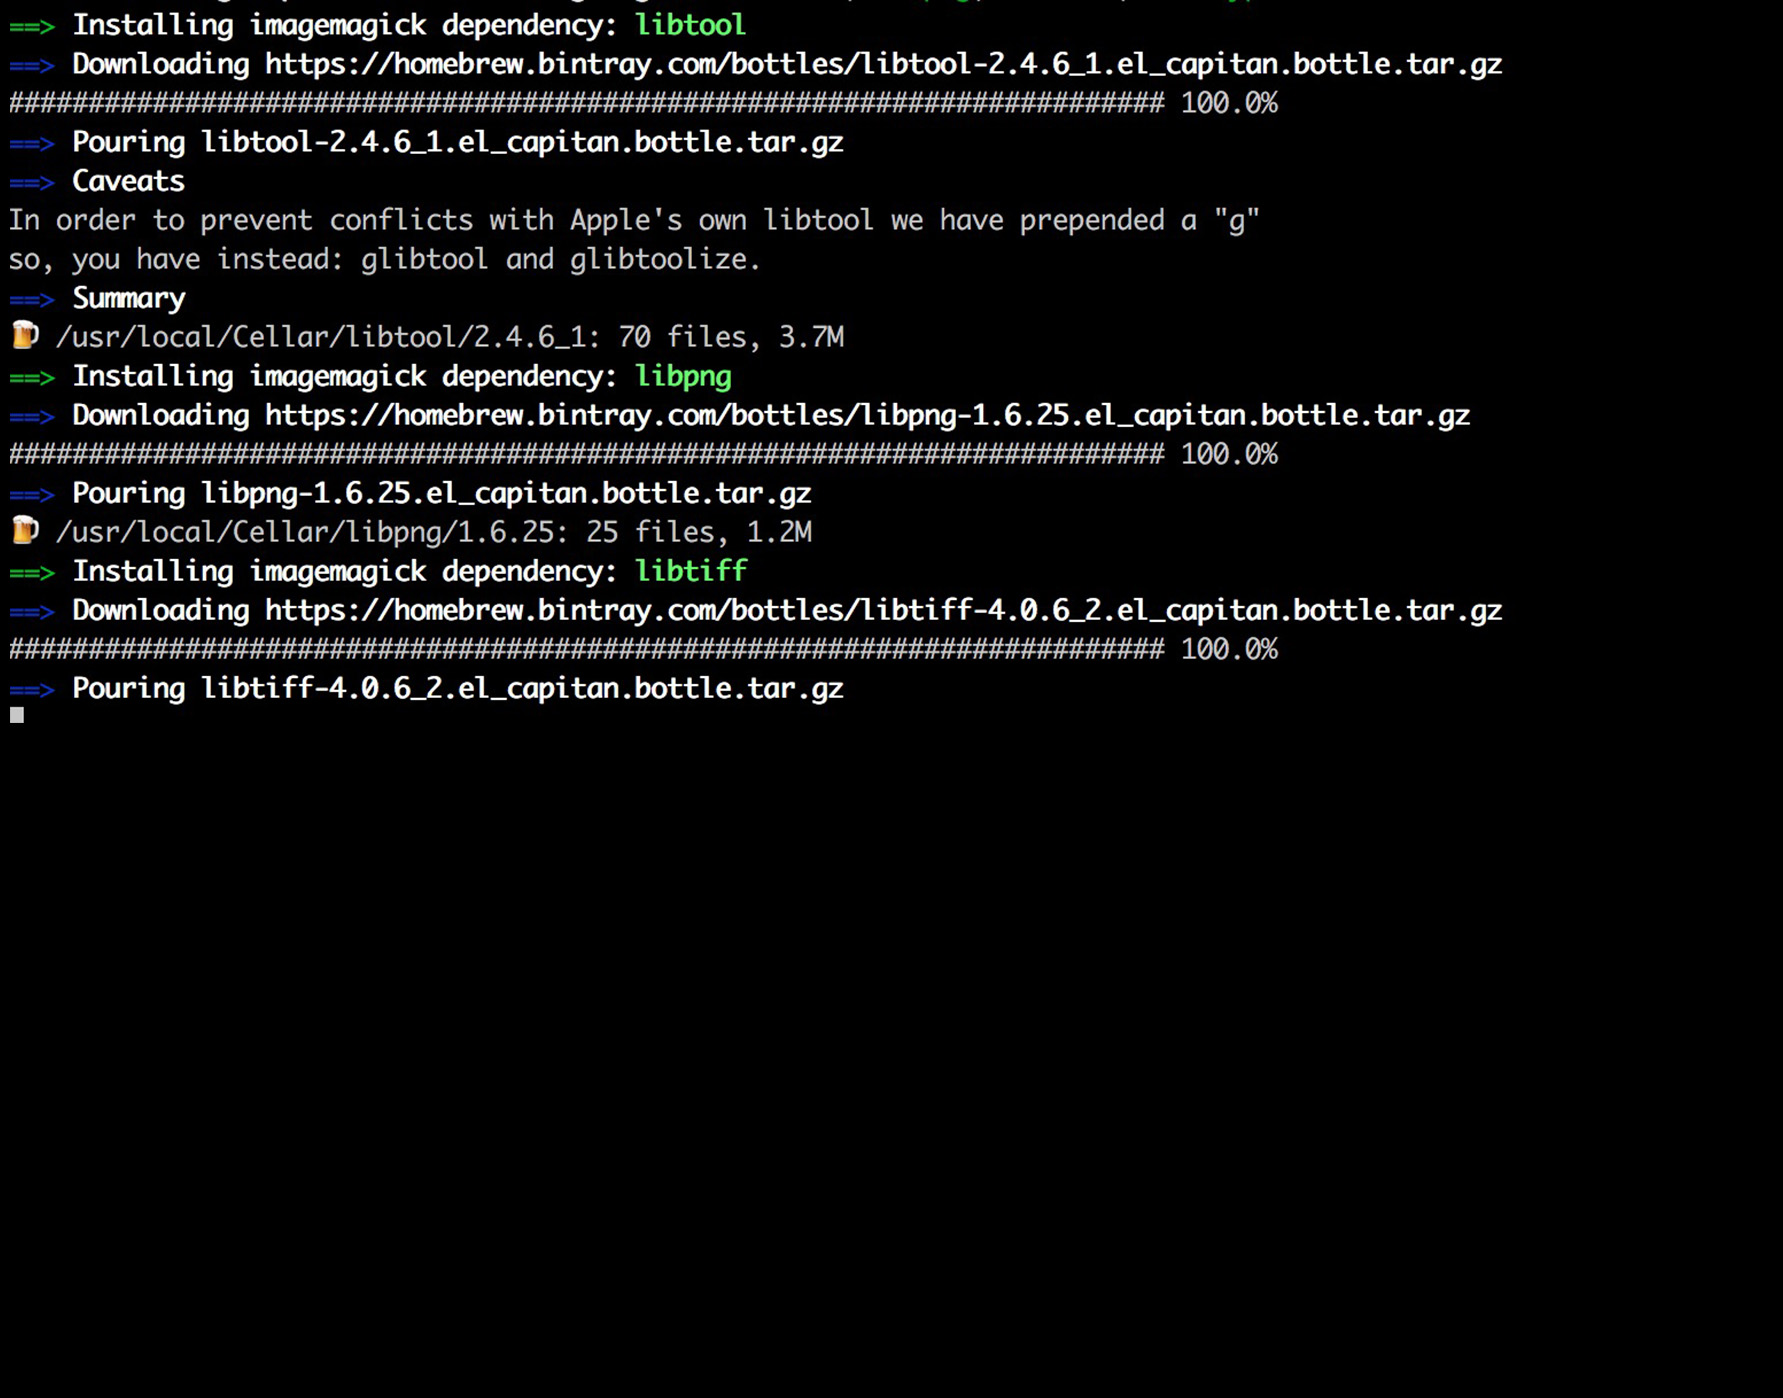 ==> Installing imagemagick dependency: libtool
==> Downloading https://homebrew.bintray.com/bottles/libtool-2.4.6_1.el_capitan.bottle.tar.gz
######################################################################## 100.0%
==> Pouring libtool-2.4.6_1.el_capitan.bottle.tar.gz
==> Caveats
In order to prevent conflicts with Apple's own libtool we have prepended a "g"
so, you have instead: glibtool and glibtoolize.
==> Summary
🍺 /usr/local/Cellar/libtool/2.4.6_1: 70 files, 3.7M
==> Installing imagemagick dependency: libpng
==> Downloading https://homebrew.bintray.com/bottles/libpng-1.6.25.el_capitan.bottle.tar.gz
######################################################################## 100.0%
==> Pouring libpng-1.6.25.el_capitan.bottle.tar.gz
🍺 /usr/local/Cellar/libpng/1.6.25: 25 files, 1.2M
==> Installing imagemagick dependency: libtiff
==> Downloading https://homebrew.bintray.com/bottles/libtiff-4.0.6_2.el_capitan.bottle.tar.gz
######################################################################## 100.0%
==> Pouring libtiff-4.0.6_2.el_capitan.bottle.tar.gz